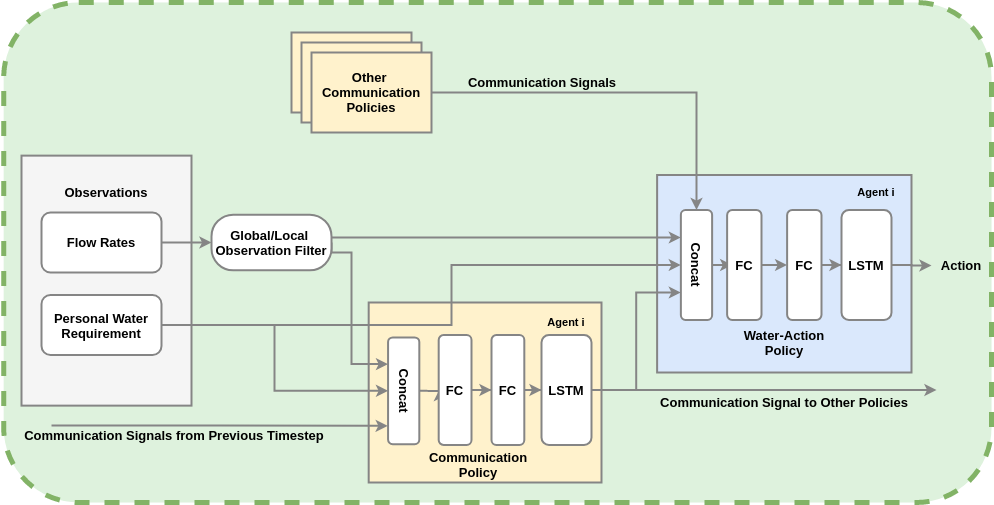 Other
Communication
Policies
Communication Signals
Observations
Flow Rates
Global/Local
Observation Filter
Personal Water
Requirement
Communication Signals from Previous Timestep
Agent i
Concat
FC
FC
LSTM
Communication
Policy
Agent i
Concat
FC
FC
LSTM
Water-Action
Policy
Action
Communication Signal to Other Policies